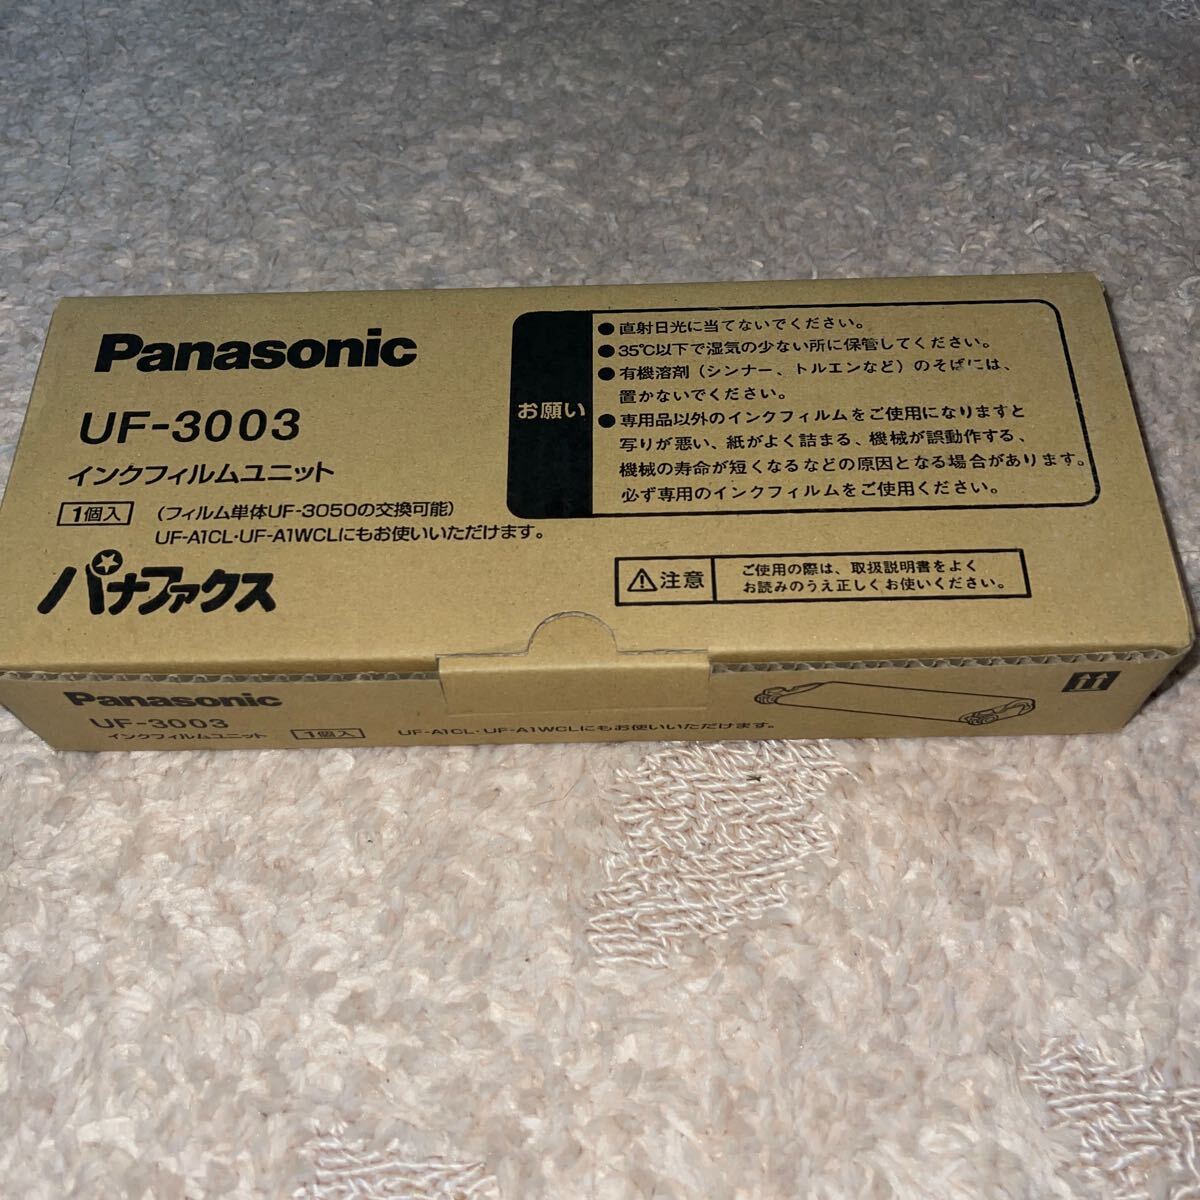 Panasonic
UF-3003
インクフィルムユニット
1個入
(フィルム単体UF-3050の交換可能)
UF-A1CL・UF-A1WCLにもお使いいただけます。
パナファクス
お願い
●直射日光に当てないでください。
●35℃以下で湿気の少ない所に保管してください。
●有機溶剤(シンナー、トルエンなど)のそばには、
置かないでください。
●専用品以外のインクフィルムをご使用になりますと
写りが悪い、紙がよく詰まる、機械が誤動作する、
機械の寿命が短くなるなどの原因となる場合があります。
必ず専用のインクフィルムをご使用ください。
注意
ご使用の際は、取扱説明書をよく
お読みのうえ正しくお使いください。
Panasonic
UF-3003
インクフィルムユニット
1個入
UF-A1CL・UF-A1WCLにもお使いいただけます。